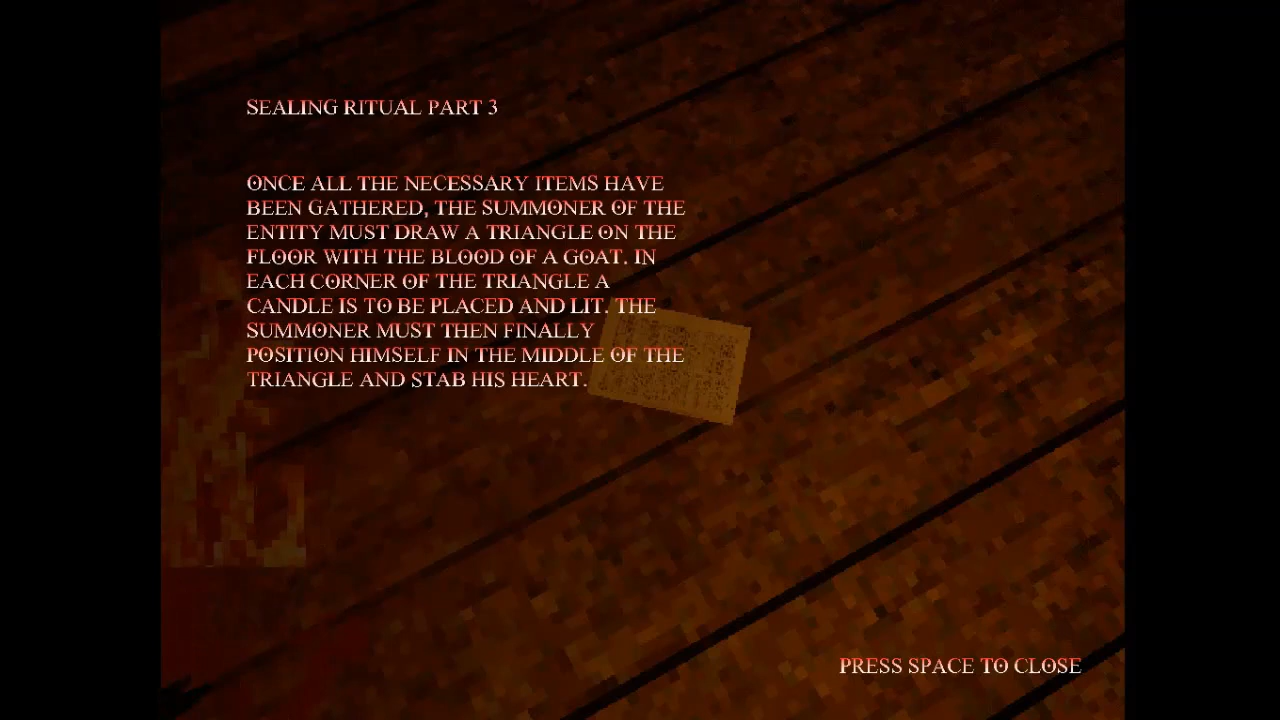 SEALING RITUAL PART 3
ONCE ALL THE NECESSARY ITEMS HAVE
BEEN GATHERED, THE SUMMONER OF THE
ENTITY MUST DRAW A TRIANGLE ON THE
FLOOR WITH THE BLOOD OF A GOAT. IN
EACH CORNER OF THE TRIANGLE A
CANDLE IS TO BE PLACED AND LIT. THE
SUMMONER MUST THEN FINALLY
POSITION HIMSELF IN THE MIDDLE OF THE
TRIANGLE AND STAB HIS HEART.
PRESS SPACE TO CLOSE